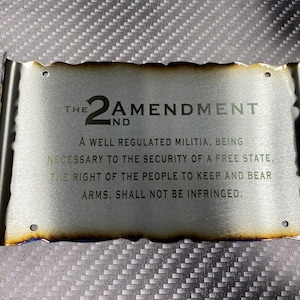 THE 2ND AMENDMENT
A WELL REGULATED MILITIA, BEING
NECESSARY TO THE SECURITY OF A FREE STATE,
THE RIGHT OF THE PEOPLE TO KEEP AND BEAR
ARMS, SHALL NOT BE INFRINGED.